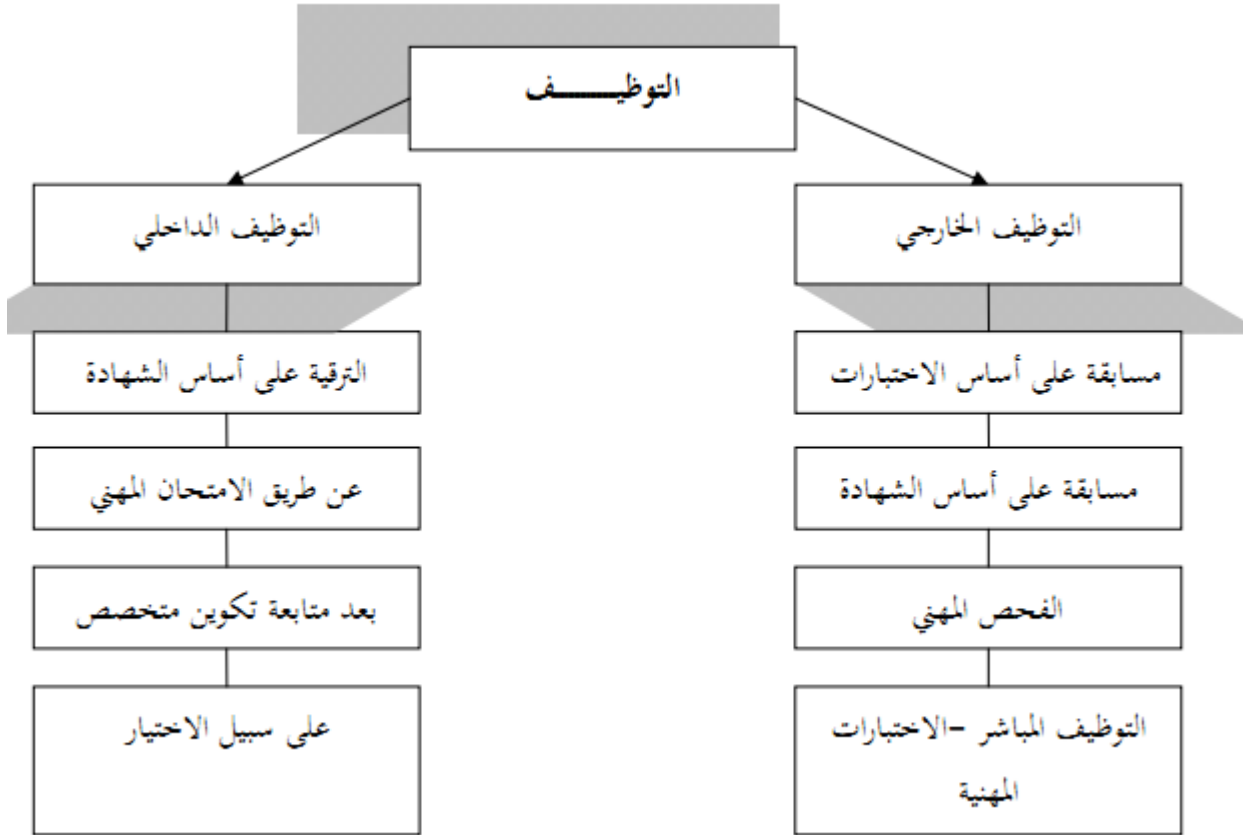 التوظيـــــــف
التوظيف الخارجي
التوظيف الداخلي
مسابقة على أساس الاختبارات
الترقية على أساس الشهادة
مسابقة على أساس الشهادة
عن طريق الامتحان المهني
الفحص المهني
بعد متابعة تكوين متخصص
التوظيف المباشر –الاختبارات
المهنية
على سبيل الاختيار